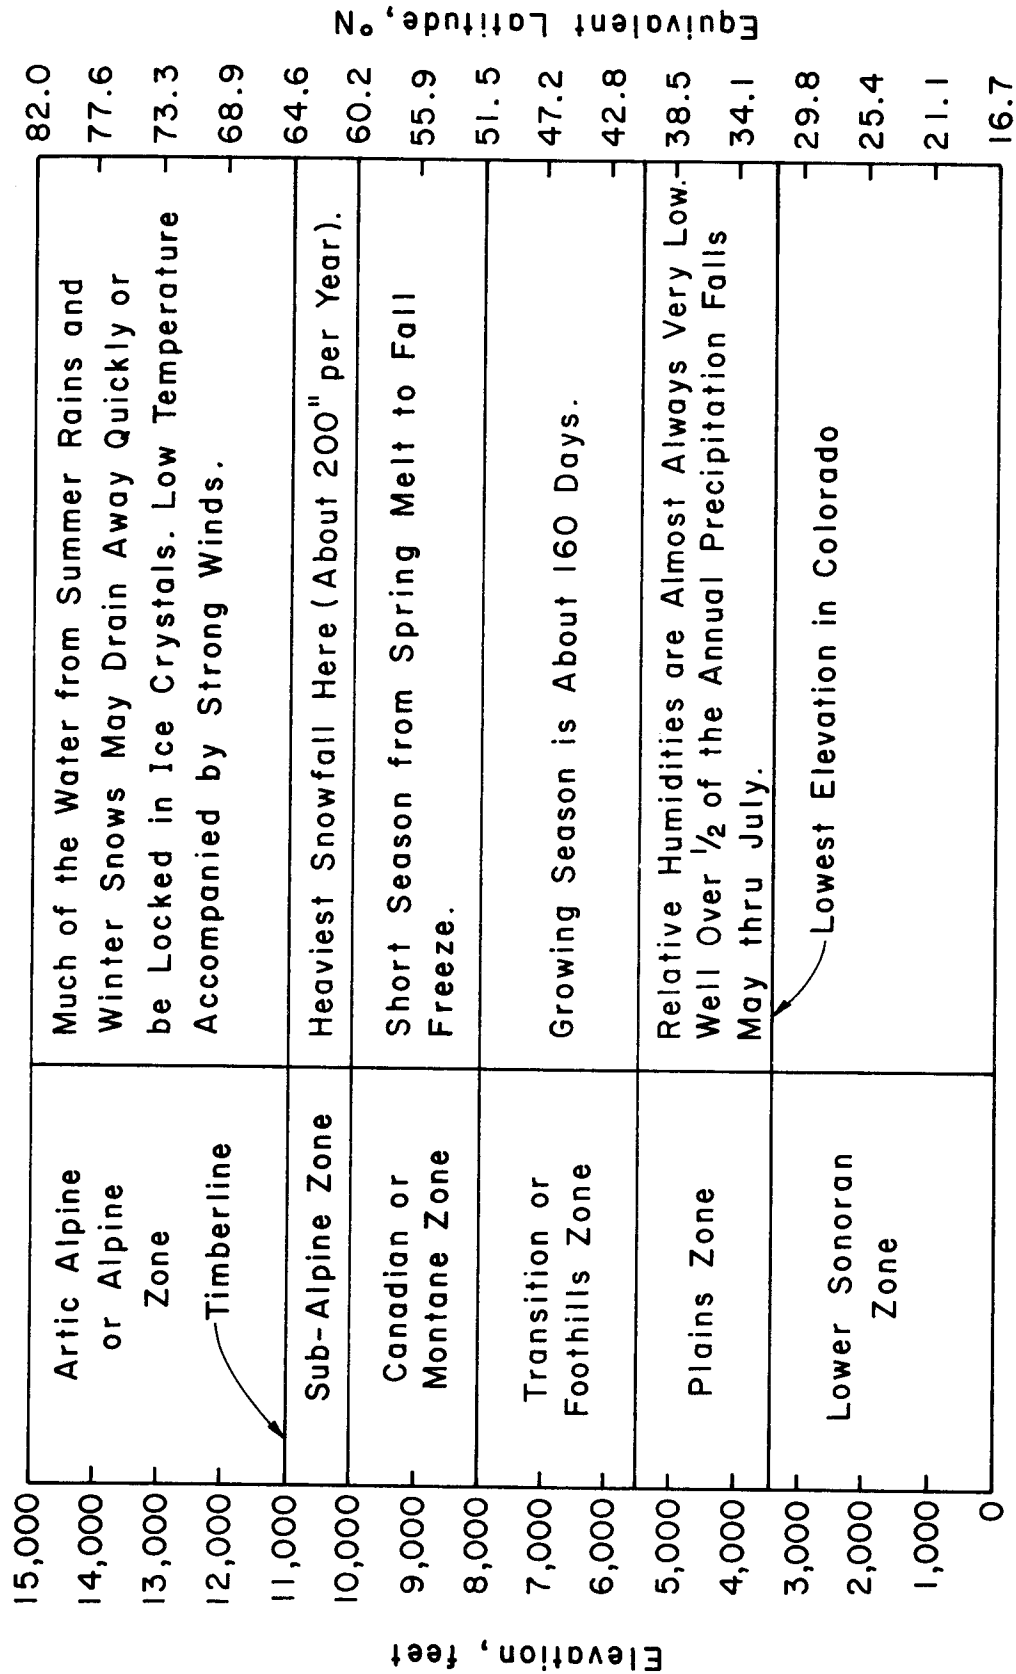 Elevation, feet
15,000
14,000
13,000
12,000
11,000
10,000
9,000
8,000
7,000
6,000
5,000
4,000
3,000
2,000
1,000
0
Artic Alpine
or Alpine
Zone
Timberline
Sub-Alpine Zone
Canadian or
Montane Zone
Transition or
Foothills Zone
Plains Zone
Lower Sonoran
Zone
Much of the Water from Summer Rains and
Winter Snows May Drain Away Quickly or
be Locked in Ice Crystals. Low Temperature
Accompanied by Strong Winds.
Heaviest Snowfall Here (About 200" per Year).
Short Season from Spring Melt to Fall
Freeze.
Growing Season is About 160 Days.
Relative Humidities are Almost Always Very Low.
Well Over 1/2 of the Annual Precipitation Falls
May thru July.
Lowest Elevation in Colorado
82.0
77.6
73.3
68.9
64.6
60.2
55.9
51.5
47.2
42.8
38.5
34.1
29.8
25.4
21.1
16.7
Equivalent Latitude, °N